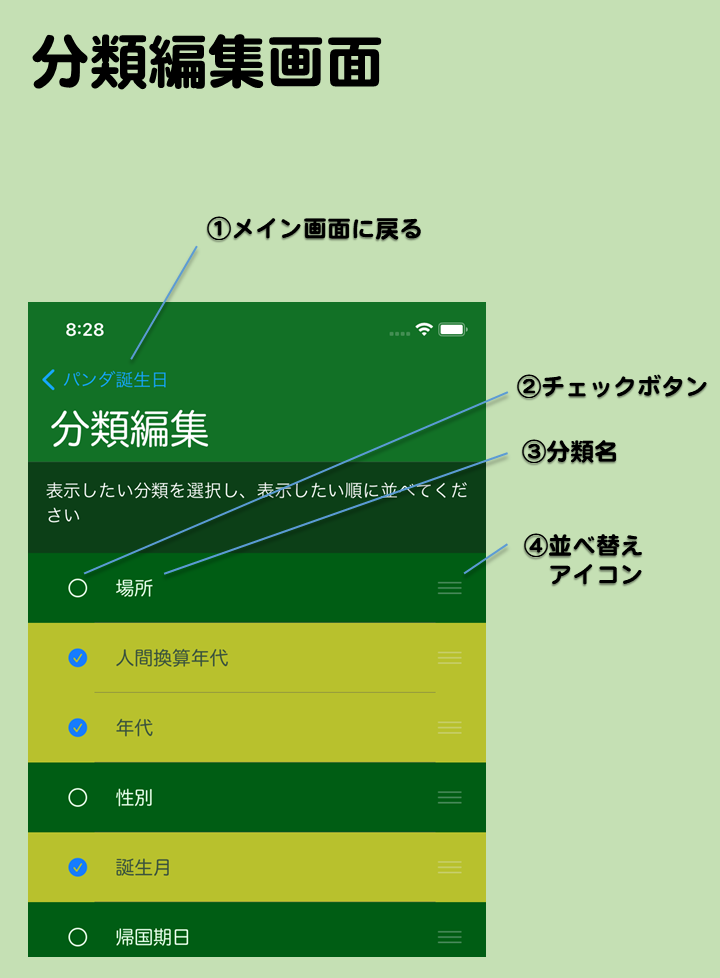 分類編集画面
①メイン画面に戻る
8:28
パンダ誕生日
②チェックボタン
分類編集
③分類名
表示したい分類を選択し、表示したい順に並べてくだ
さい
④並べ替え
アイコン
場所
人間換算年代
年代
性別
誕生月
帰国期日